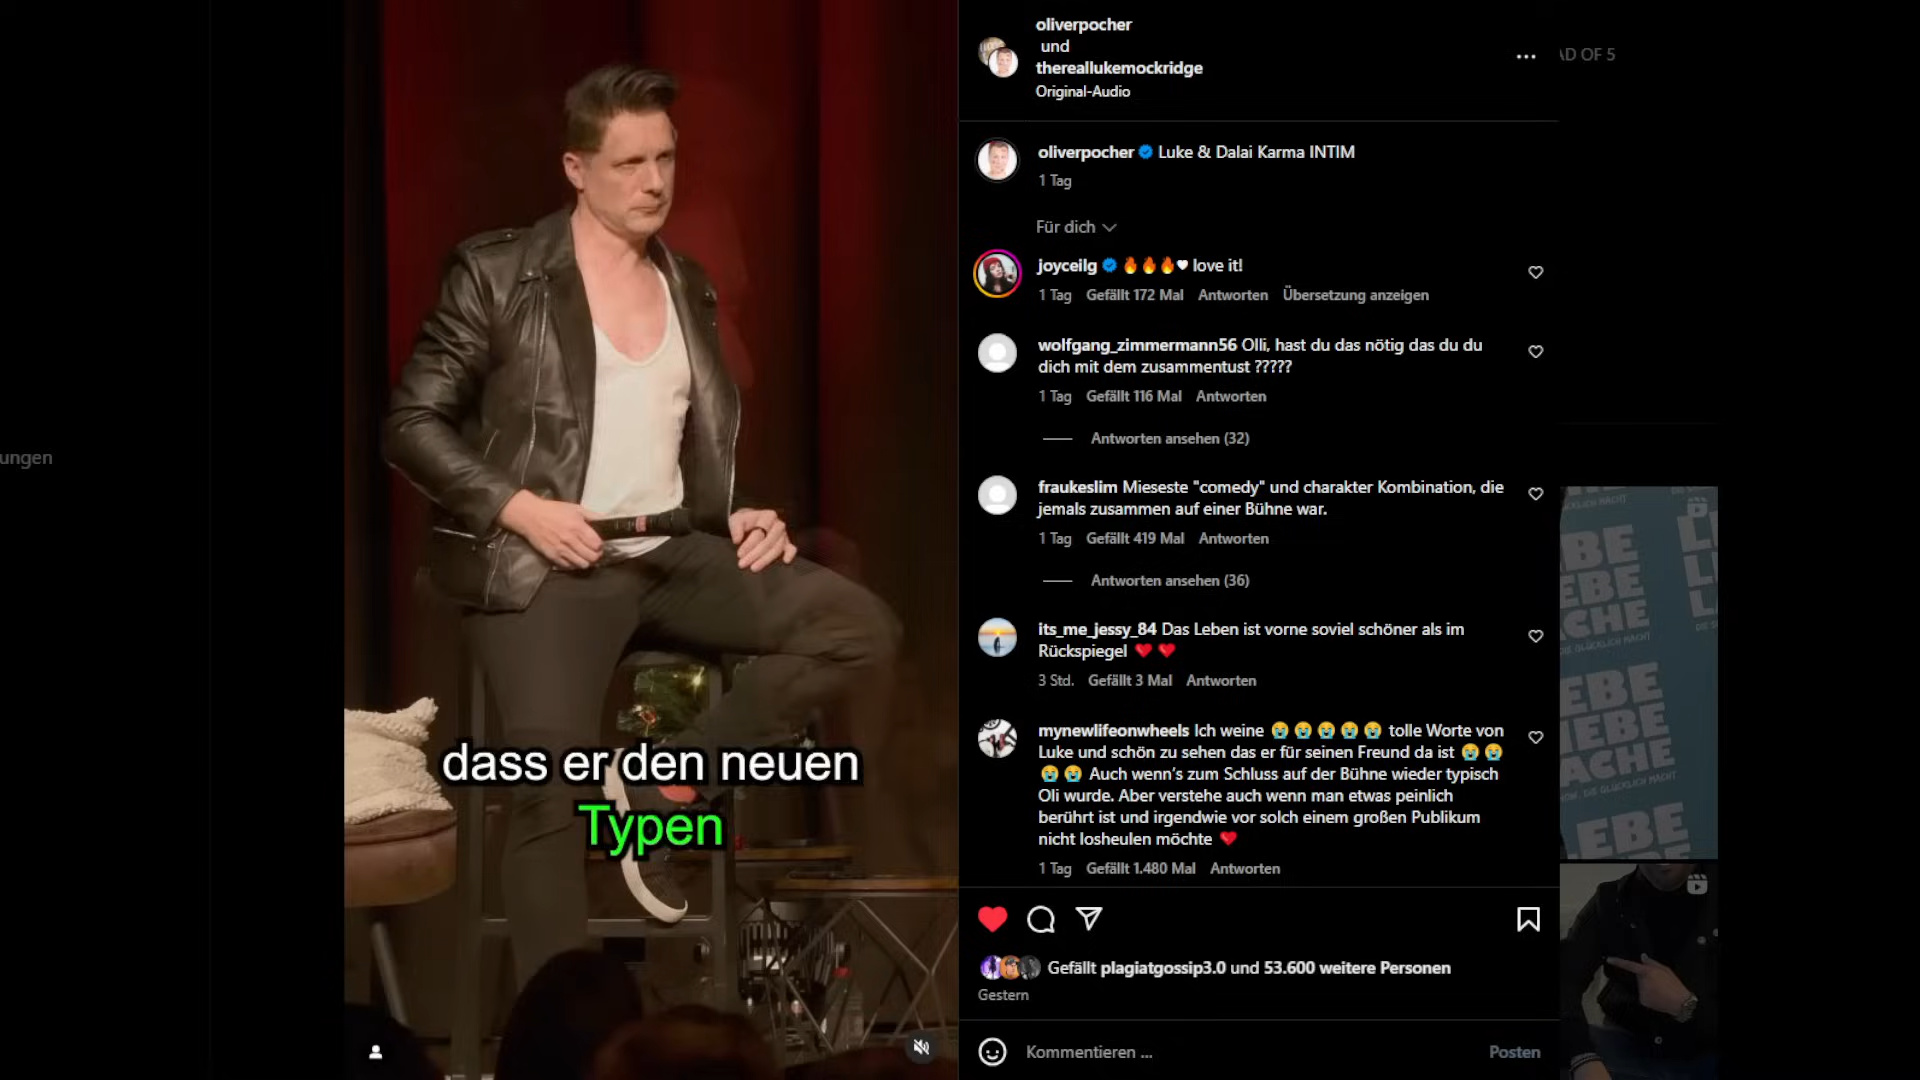 oliverpocher
und
thereallukemockridge
Original-Audio
AD OF 5
oliverpocher Luke & Dalai Karma INTIM
1 Tag
Für dich
joyceilg 🔥🔥🔥🤍 love it!
1 Tag Gefällt 172 Mal Antworten Übersetzung anzeigen
wolfgang_zimmermann56 Olli, hast du das nötig das du du
dich mit dem zusammentust ?????
1 Tag Gefällt 116 Mal Antworten
Antworten ansehen (32)
ungen
fraukeslim Mieseste "comedy" und charakter Kombination, die
jemals zusammen auf einer Bühne war.
1 Tag Gefällt 419 Mal Antworten
Antworten ansehen (36)
its_me_jessy_84 Das Leben ist vorne soviel schöner als im
Rückspiegel ❤️ ❤️
3 Std. Gefällt 3 Mal Antworten
mynewlifeonwheels Ich weine 😭😭😭😭😭 tolle Worte von
Luke und schön zu sehen das er für seinen Freund da ist 😭😭
😭😭 Auch wenn’s zum Schluss auf der Bühne wieder typisch
Oli wurde. Aber verstehe auch wenn man etwas peinlich
berührt ist und irgendwie vor solch einem großen Publikum
nicht losheulen möchte ❤️
1 Tag Gefällt 1.480 Mal Antworten
dass er den neuen
Typen
Gefällt plagiatgossip3.0 und 53.600 weitere Personen
Gestern
Kommentieren ...
Posten